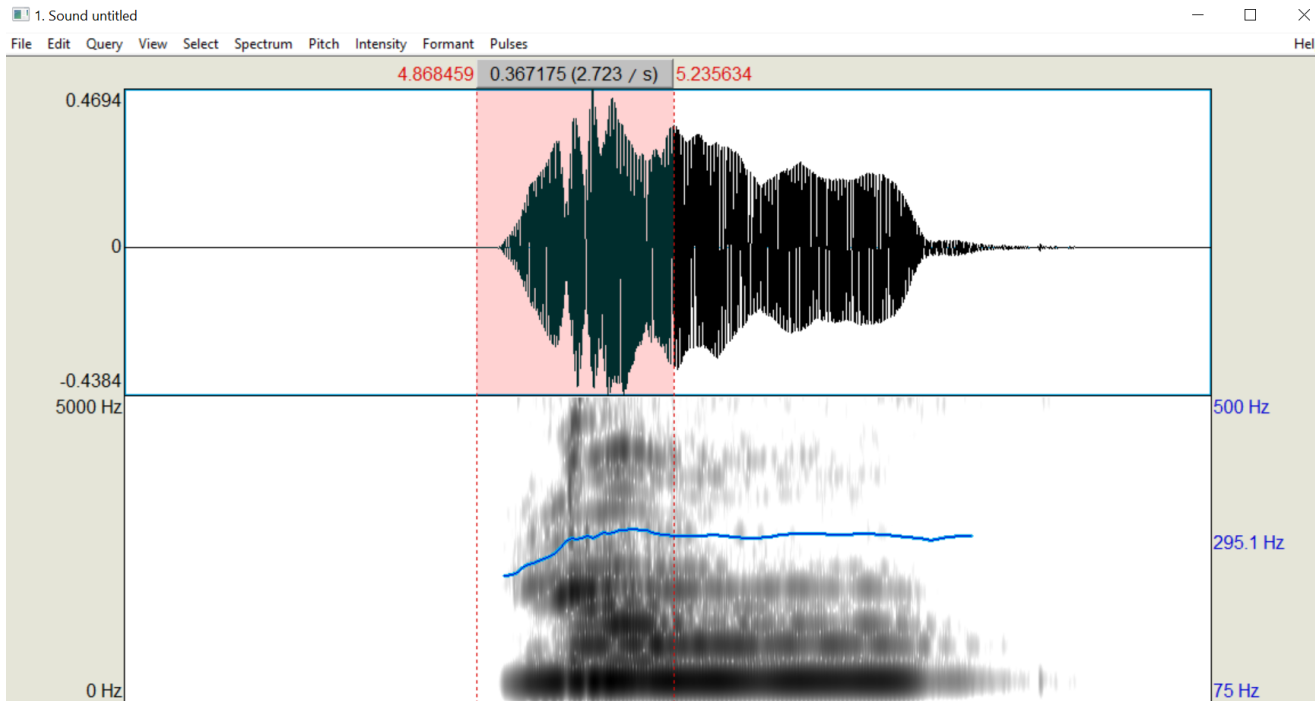 1. Sound untitled
File Edit Query View Select Spectrum Pitch Intensity Formant Pulses Hel
4.868459 0.367175 (2.723 / s) 5.235634
0.4694
0
-0.4384
5000 Hz 500 Hz
295.1 Hz
0 Hz 75 Hz